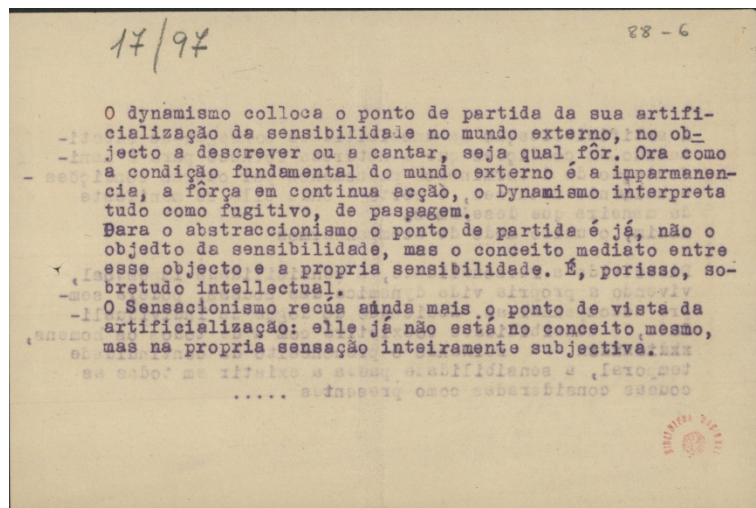 17/97
88-6
O dynamismo colloca o ponto de partida da sua artifi-
cialização da sensibilidade no mundo externo, no ob-
jecto a descrever ou a cantar, seja qual fôr. Ora como
a condição fundamental do mundo externo é a imparmanen-
cia, a fôrça em continua acção, o Dynamismo interpreta
tudo como fugitivo, de passagem.
Para o abstraccionismo o ponto de partida é já, não o
objedto da sensibilidade, mas o conceito mediato entre
esse objecto e a propria sensibilidade. É, porisso, so-
bretudo intellectual.
O Sensacionismo recúa ainda mais o ponto de vista da
artificialização: elle já não está no conceito mesmo,
mas na propria sensação inteiramente subjectiva.